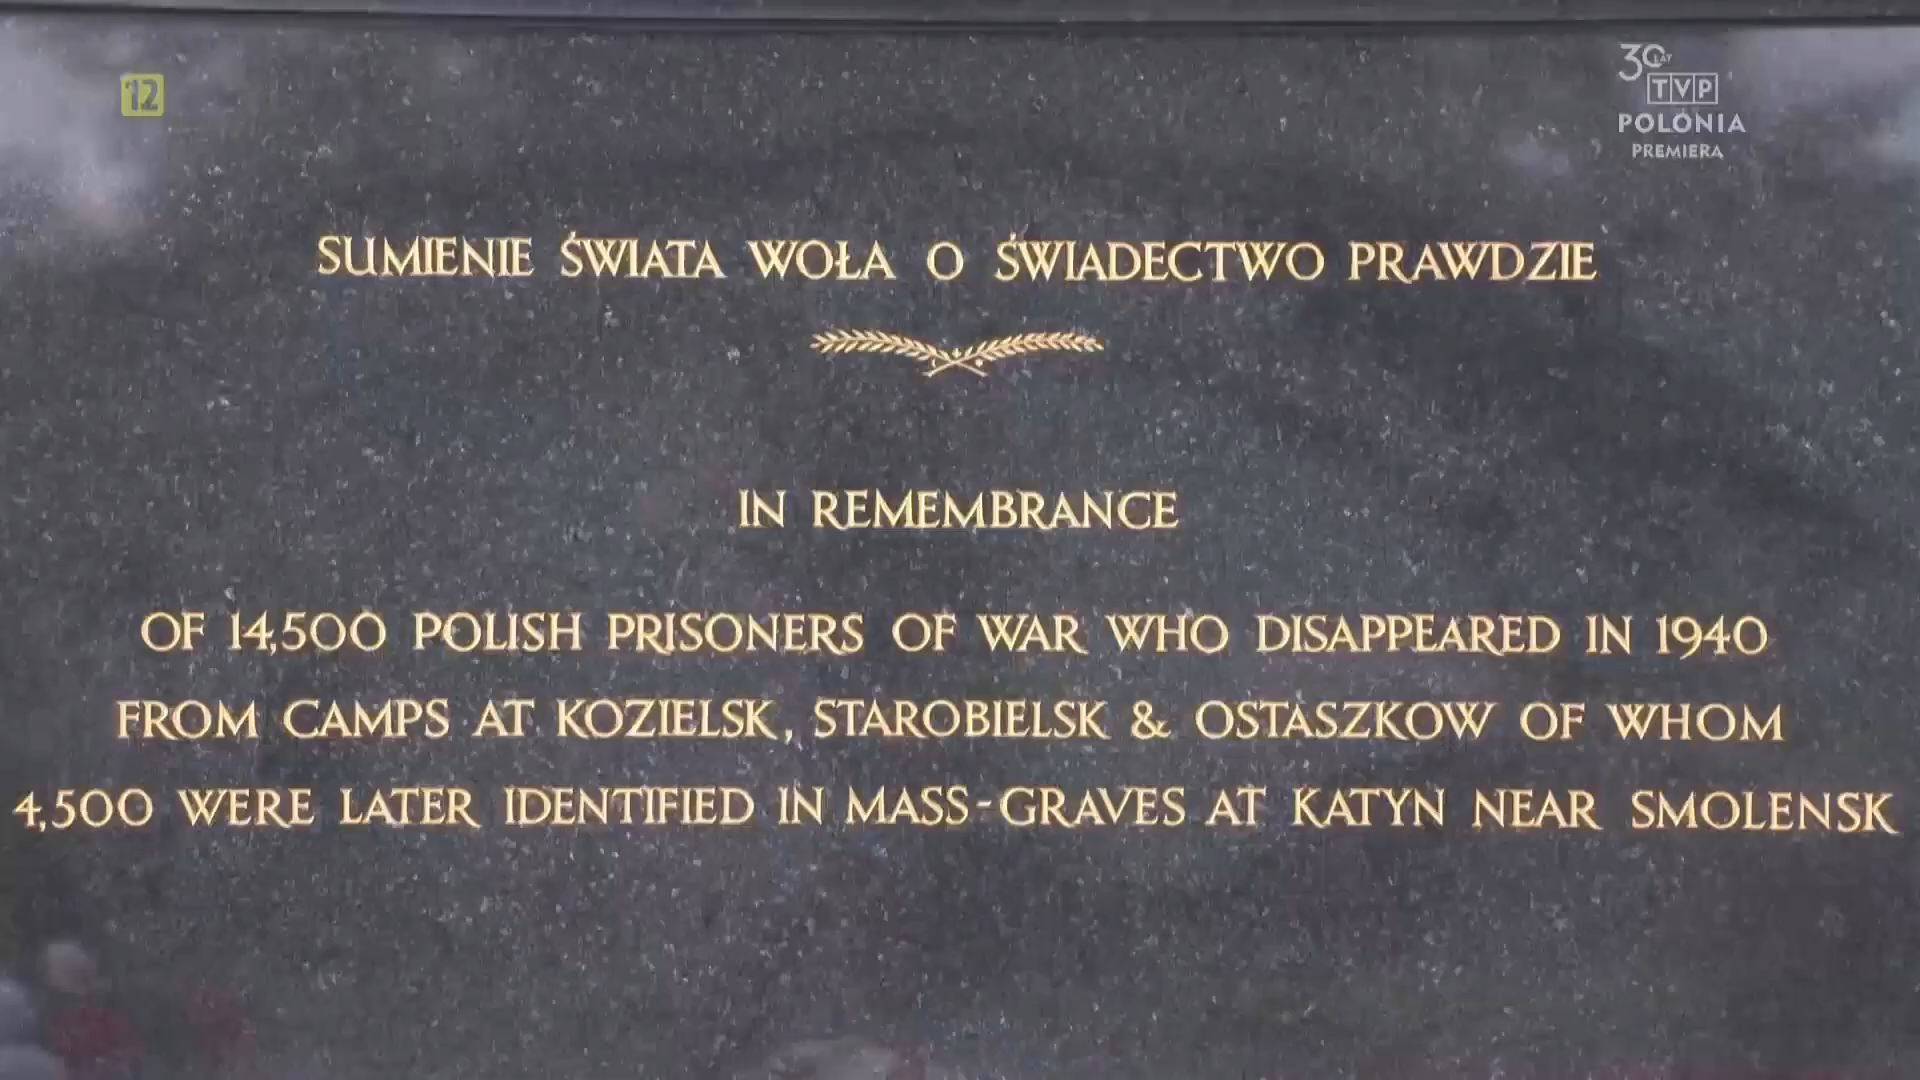 12
30 LAT
TVP
POLONIA
PREMIERA
SUMIENIE ŚWIATA WOŁA O ŚWIADECTWO PRAWDZIE
IN REMEMBRANCE
OF 14,500 POLISH PRISONERS OF WAR WHO DISAPPEARED IN 1940
FROM CAMPS AT KOZIELSK, STAROBIELSK & OSTASZKOW OF WHOM
4,500 WERE LATER IDENTIFIED IN MASS-GRAVES AT KATYN NEAR SMOLENSK